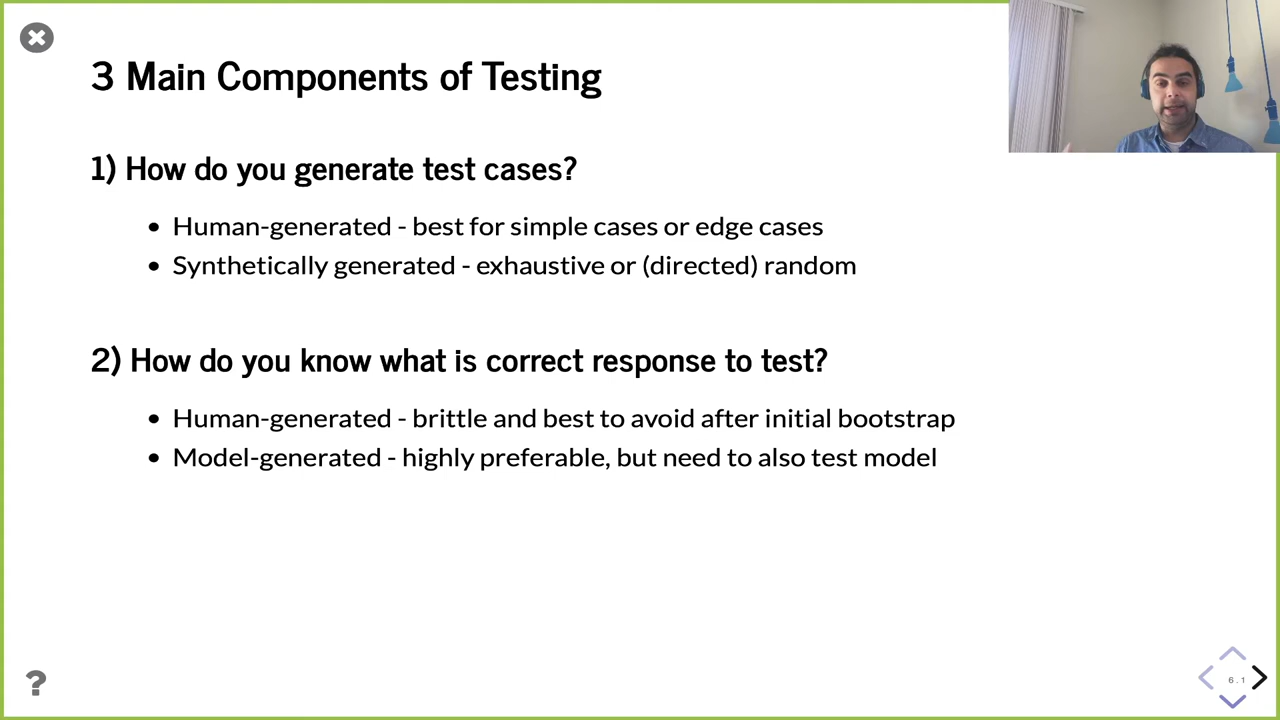 3 Main Components of Testing
1) How do you generate test cases?
• Human-generated - best for simple cases or edge cases
• Synthetically generated - exhaustive or (directed) random
2) How do you know what is correct response to test?
• Human-generated - brittle and best to avoid after initial bootstrap
• Model-generated - highly preferable, but need to also test model
?
6.1